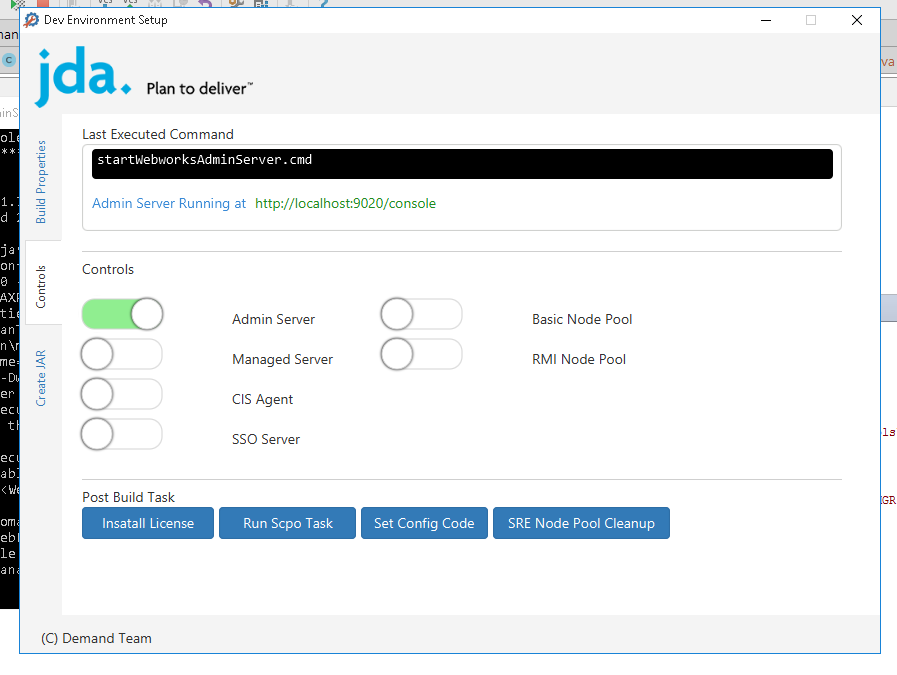 Dev Environment Setup
jda.
Plan to deliver™
Build Properties
Controls
Create JAR
Last Executed Command
startWebworksAdminServer.cmd
Admin Server Running at http://localhost:9020/console
Controls
Admin Server
Basic Node Pool
Managed Server
RMI Node Pool
CIS Agent
SSO Server
Post Build Task
Insatall License
Run Scpo Task
Set Config Code
SRE Node Pool Cleanup
(C) Demand Team